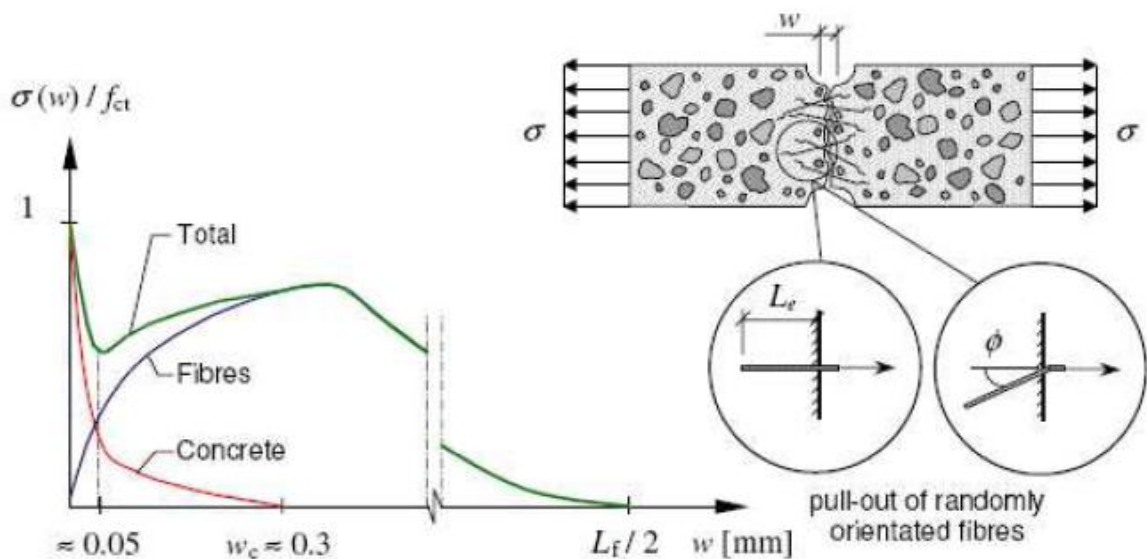 σ(w) / f_ct
1
Total
Fibres
Concrete
≈ 0.05
w_c ≈ 0.3
L_f / 2
w [mm]
w
σ
σ
L_e
ϕ
pull-out of randomly
orientated fibres